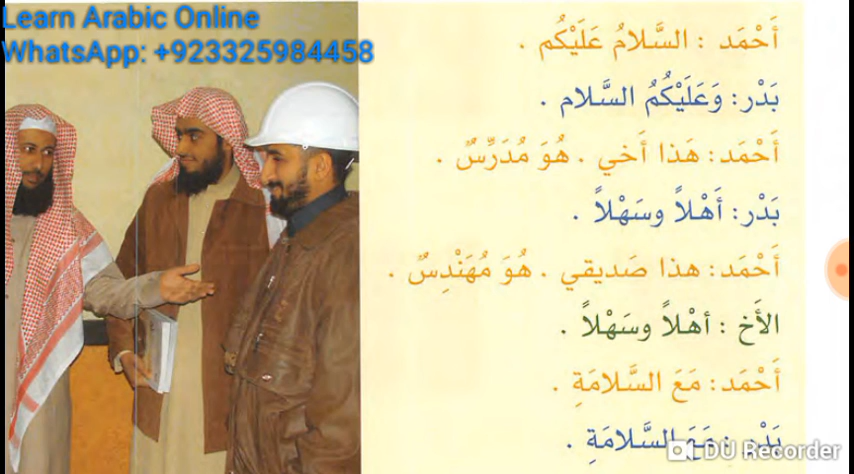 Learn Arabic Online
WhatsApp: +923325984458
أَحْمَد : السَّلامُ عَلَيْكُم .
بَدْر: وَعَلَيْكُمُ السَّلام .
أَحْمَد: هَذا أَخي . هُوَ مُدَرِّسٌ .
بَدْر: أَهْلاً وسَهْلاً .
أَحْمَد: هذا صَديقي . هُوَ مُهَنْدِسٌ .
الأَخ : أهْلاً وسَهْلاً .
أَحْمَد: مَعَ السَّلامَةِ .
بَدْر : مَعَ السَّلامَةِ .
DU Recorder